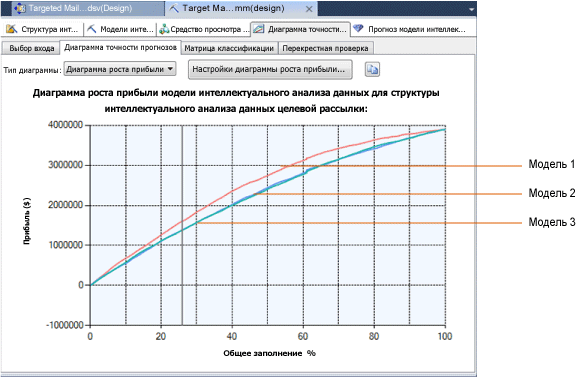 Targeted Mail...dsv(Design)
Target Ma...mm(design)
Структура инт...
Модели инте...
Средство просмотра ...
Диаграмма точности...
Прогноз модели интеллек...
Выбор входа
Диаграмма точности прогнозов
Матрица классификации
Перекрестная проверка
Тип диаграммы:
Диаграмма роста прибыли
Настройки диаграммы роста прибыли...
Диаграмма роста прибыли модели интеллектуального анализа данных для структуры
интеллектуального анализа данных целевой рассылки:
Прибыль ($)
4000000
3000000
2000000
1000000
0
-1000000
0
20
40
60
80
100
Общее заполнение %
Модель 1
Модель 2
Модель 3